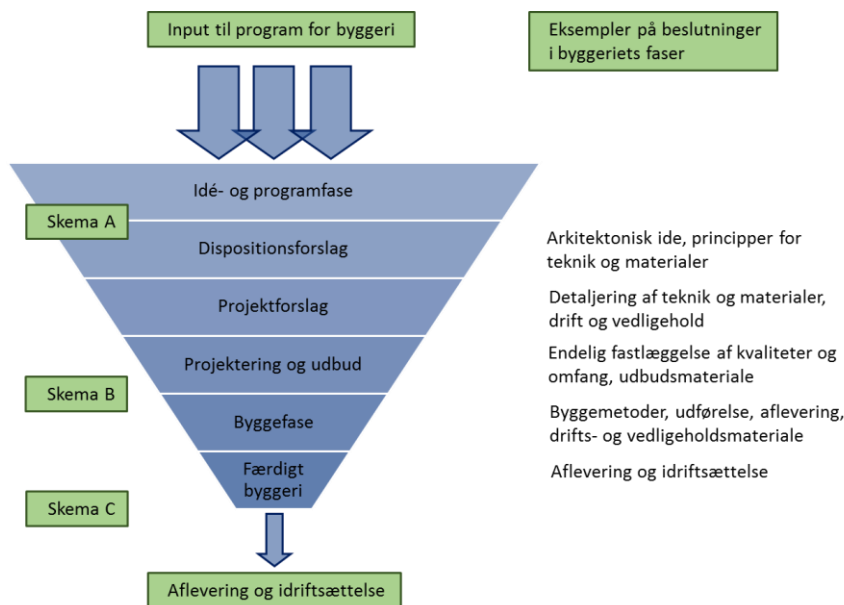 Input til program for byggeri
Eksempler på beslutninger
i byggeriets faser
Idé- og programfase
Skema A
Dispositionsforslag
Arkitektonisk ide, principper for
teknik og materialer
Projektforslag
Detaljering af teknik og materialer,
drift og vedligehold
Projektering og udbud
Endelig fastlæggelse af kvaliteter og
omfang, udbudsmateriale
Skema B
Byggefase
Byggemetoder, udførelse, aflevering,
drifts- og vedligeholdsmateriale
Færdigt
byggeri
Aflevering og idriftsættelse
Skema C
Aflevering og idriftsættelse